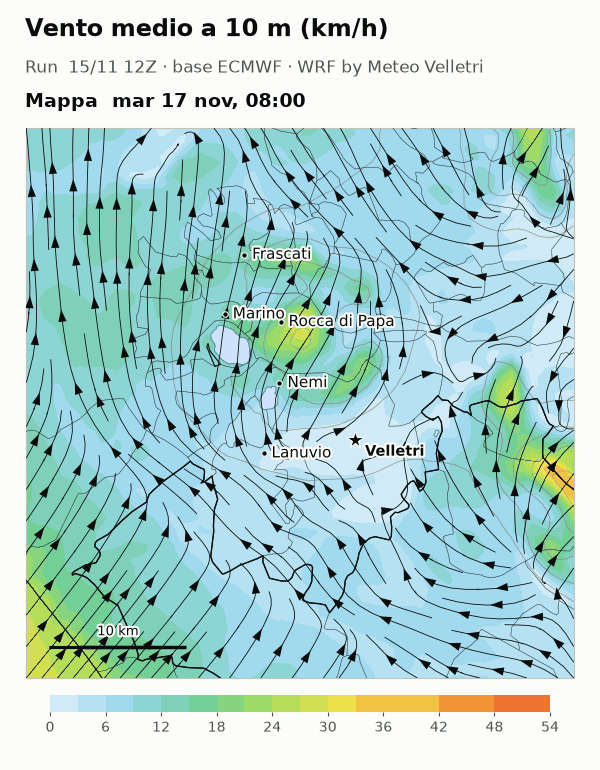 Vento medio a 10 m (km/h)
Run  15/11 12Z · base ECMWF · WRF by Meteo Velletri
Mappa  mar 17 nov, 08:00
Frascati
Marino
Rocca di Papa
Nemi
Velletri
Lanuvio
10 km
0 6 12 18 24 30 36 42 48 54